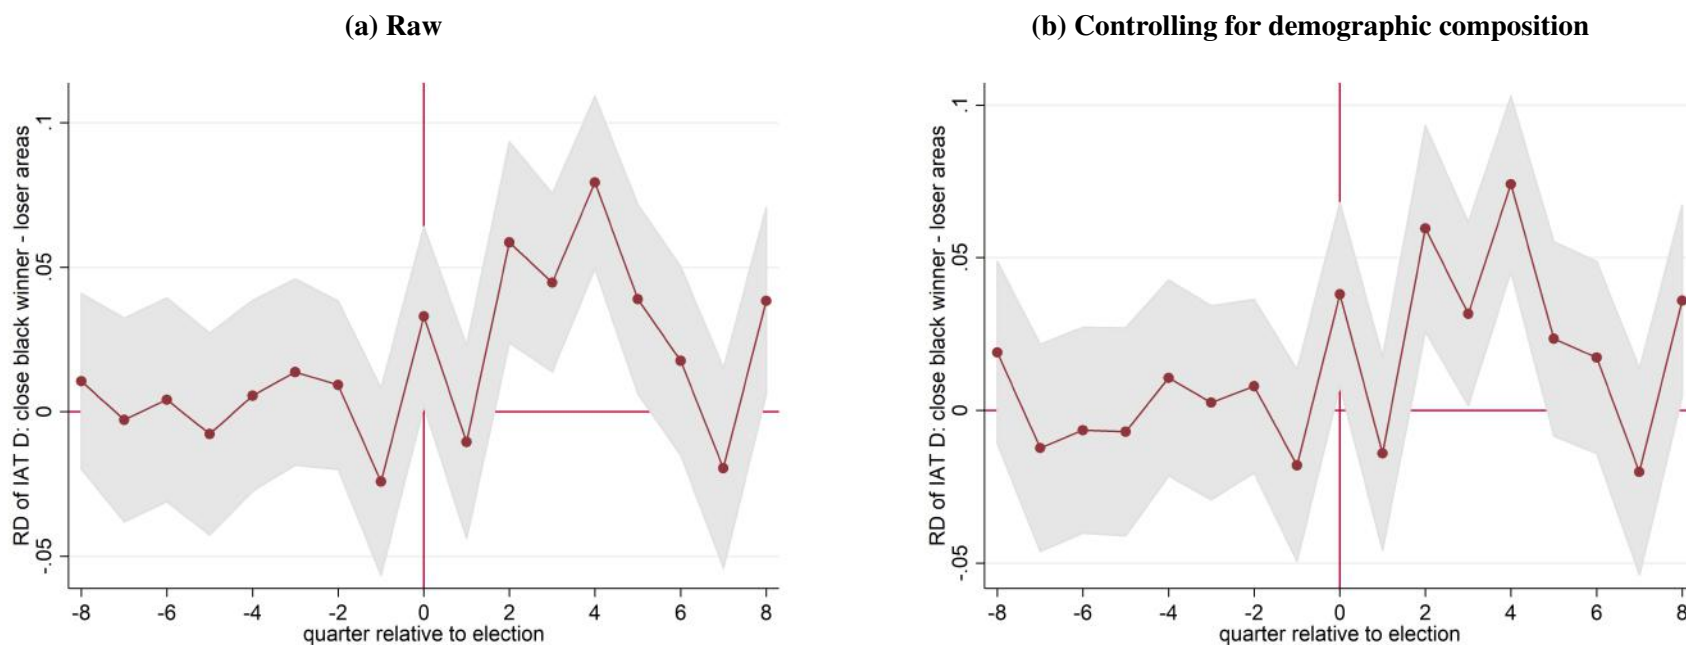 (a) Raw
RD of IAT D: close black winner - loser areas
.1
.05
0
-.05
-8 -6 -4 -2 0 2 4 6 8
quarter relative to election
(b) Controlling for demographic composition
RD of IAT D: close black winner - loser areas
.1
.05
0
-.05
-8 -6 -4 -2 0 2 4 6 8
quarter relative to election